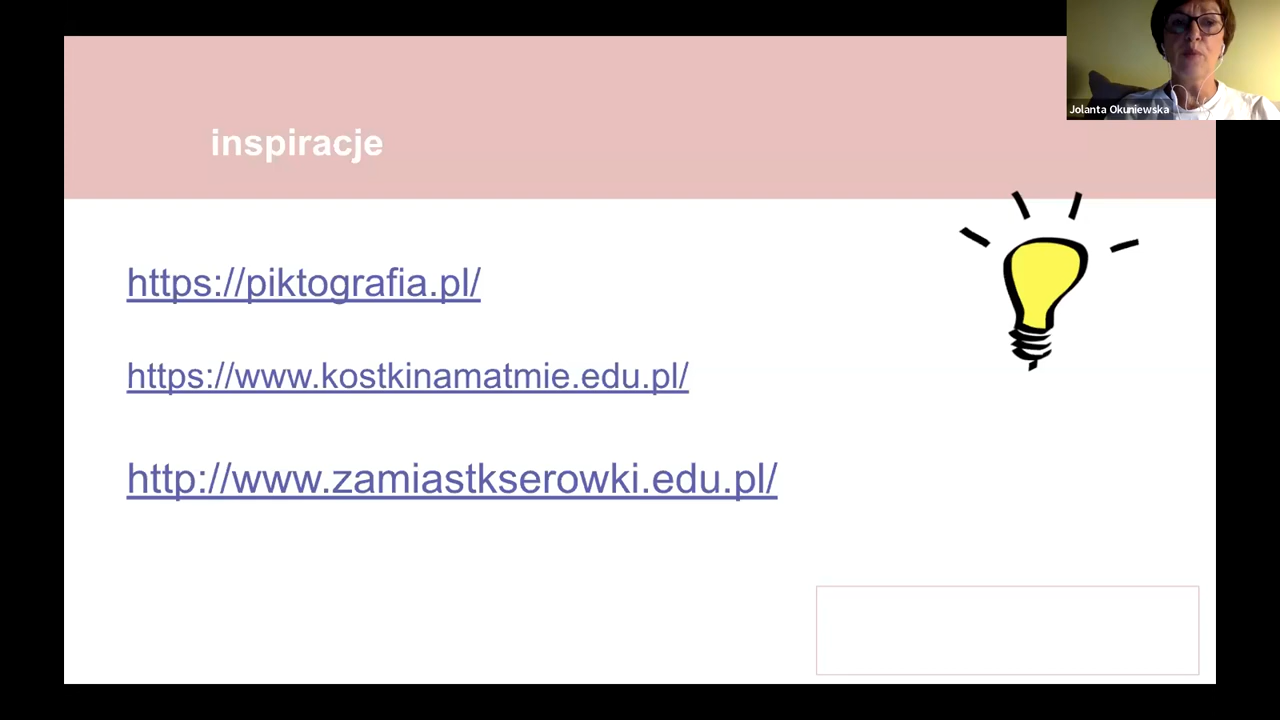 Jolanta Okuniewska
inspiracje
https://piktografia.pl/
https://www.kostkinamatmie.edu.pl/
http://www.zamiastkserowki.edu.pl/